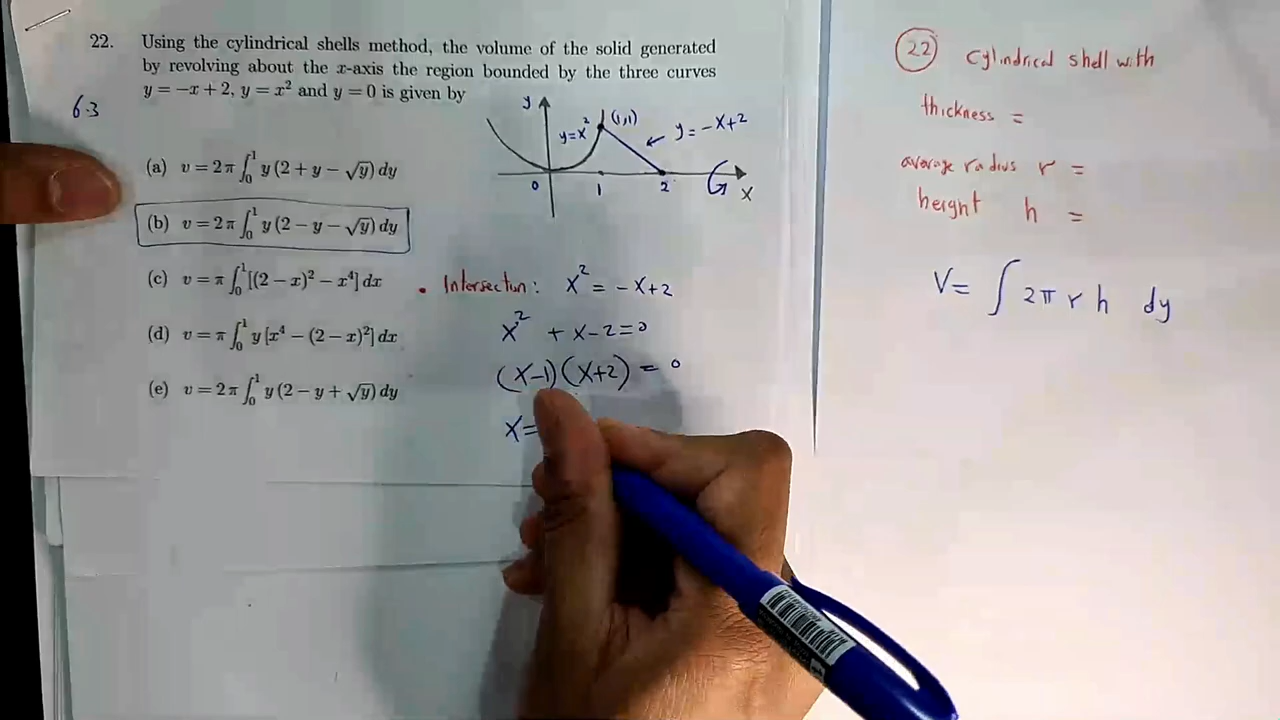 22. Using the cylindrical shells method, the volume of the solid generated
by revolving about the x-axis the region bounded by the three curves
y = −x + 2, y = x² and y = 0 is given by
6.3
(a) v = 2π ∫₀¹ y (2 + y − √y) dy
(b) v = 2π ∫₀¹ y (2 − y − √y) dy
(c) v = π ∫₀¹ [(2 − x)² − x⁴] dx
(d) v = π ∫₀¹ y [x⁴ − (2 − x)²] dx
(e) v = 2π ∫₀¹ y (2 − y + √y) dy
y
y=x²
(1,1)
y = -x+2
0 1 2
x
• Intersection: x² = -x+2
x² + x-2=0
(x-1)(x+2) = 0
x=
22 Cylindrical shell with
thickness =
average radius r =
height h =
V= ∫ 2π r h dy